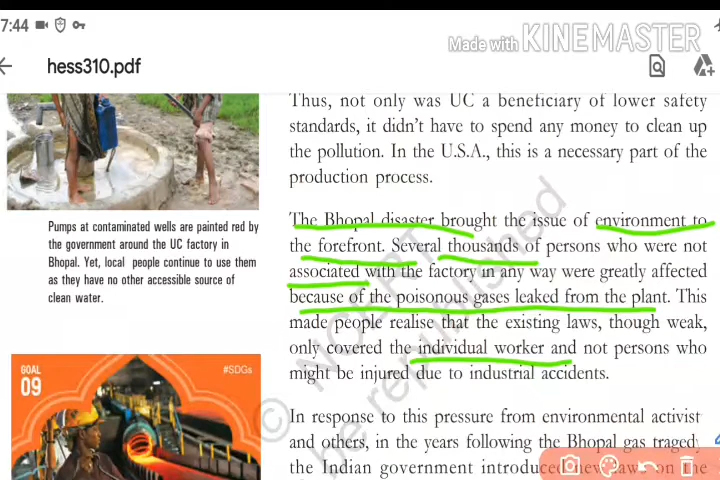 7:44
Made with KINEMASTER
hess310.pdf
Thus, not only was UC a beneficiary of lower safety
standards, it didn't have to spend any money to clean up
the pollution. In the U.S.A., this is a necessary part of the
production process.
Pumps at contaminated wells are painted red by
the government around the UC factory in
Bhopal. Yet, local people continue to use them
as they have no other accessible source of
clean water.
The Bhopal disaster brought the issue of environment to
the forefront. Several thousands of persons who were not
associated with the factory in any way were greatly affected
because of the poisonous gases leaked from the plant. This
made people realise that the existing laws, though weak,
only covered the individual worker and not persons who
might be injured due to industrial accidents.
GOAL
09
#SDGs
In response to this pressure from environmental activist
and others, in the years following the Bhopal gas tragedy
the Indian government introduced new laws on the
© NCERT
be republished